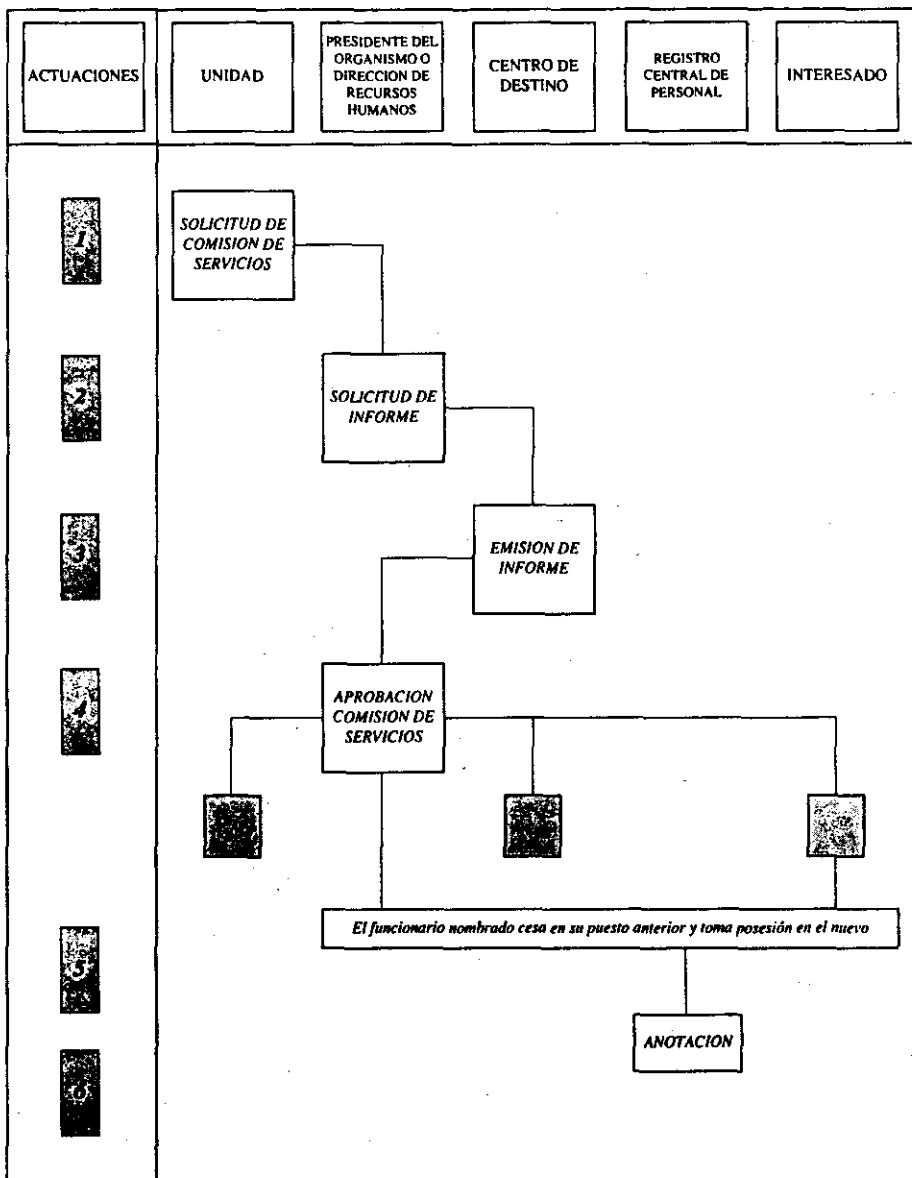 ACTUACIONES
UNIDAD
PRESIDENTE DEL
ORGANISMO O
DIRECCION DE
RECURSOS
HUMANOS
CENTRO DE
DESTINO
REGISTRO
CENTRAL DE
PERSONAL
INTERESADO
1
SOLICITUD DE
COMISION DE
SERVICIOS
2
SOLICITUD DE
INFORME
3
EMISION DE
INFORME
4
APROBACION
COMISION DE
SERVICIOS
El funcionario nombrado cesa en su puesto anterior y toma posesión en el nuevo
5
ANOTACION
6